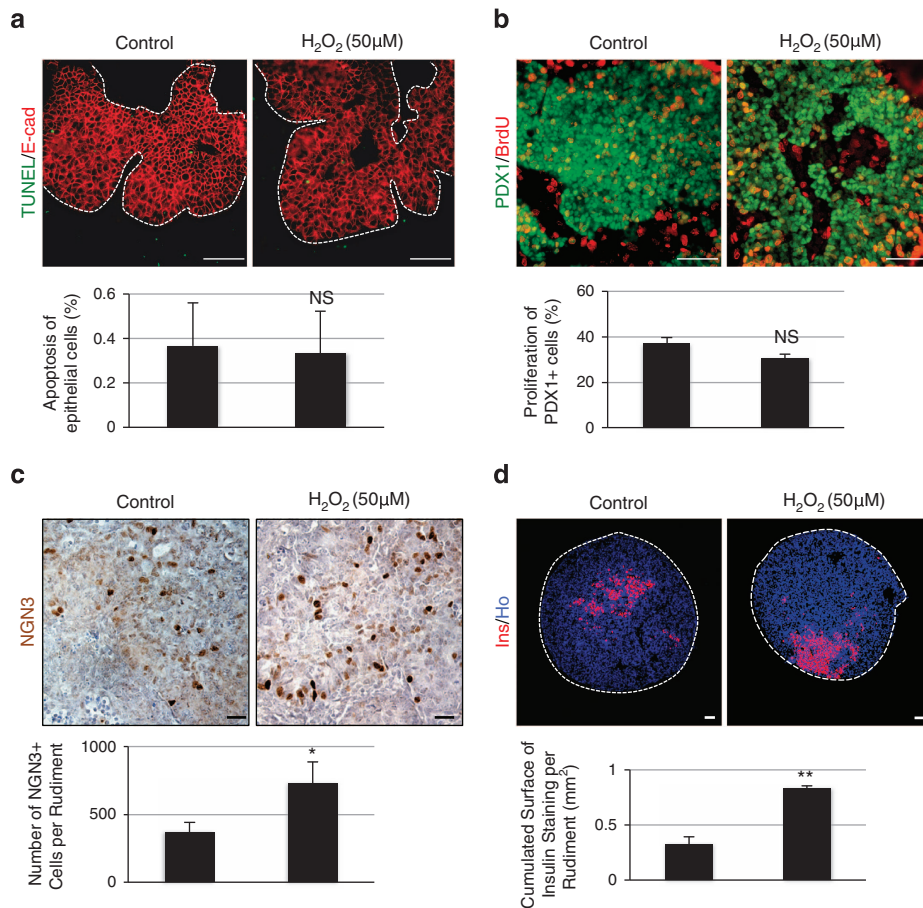 a
Control
H2O2 (50μM)
TUNEL/E-cad
Apoptosis of
epithelial cells (%)
0.6
0.4
0.2
0
NS
b
Control
H2O2 (50μM)
PDX1/BrdU
Proliferation of
PDX1+ cells (%)
60
40
20
0
NS
c
Control
H2O2 (50μM)
NGN3
Number of NGN3+
Cells per Rudiment
1000
500
0
*
d
Control
H2O2 (50μM)
Ins/Ho
Cumulated Surface of
Insulin Staining per
Rudiment (mm²)
1
0.5
0
**